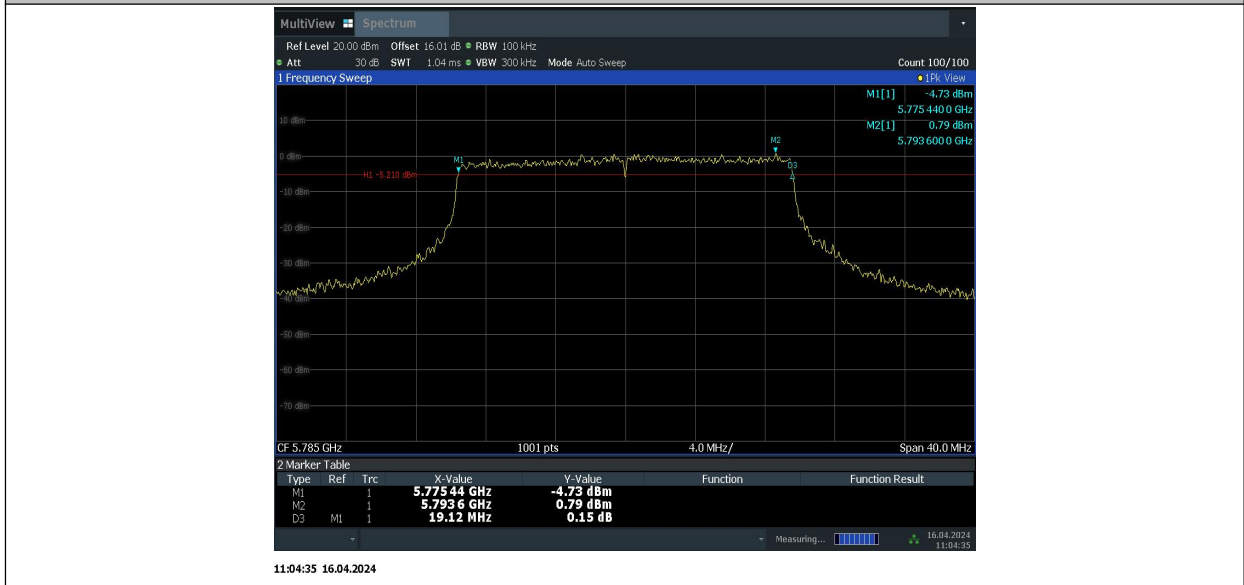 MultiView Spectrum
Ref Level 20.00 dBm Offset 16.01 dB RBW 100 kHz
Att 30 dB SWT 1.04 ms VBW 300 kHz Mode Auto Sweep Count 100/100
1 Frequency Sweep 1Pk View
M1[1] -4.73 dBm
5.775 440 0 GHz
M2[1] 0.79 dBm
5.793 600 0 GHz
10 dBm
M2
0 dBm
M1
D3
H1 -5.210 dBm
-10 dBm
-20 dBm
-30 dBm
-40 dBm
-50 dBm
-60 dBm
-70 dBm
CF 5.785 GHz 1001 pts 4.0 MHz/ Span 40.0 MHz
2 Marker Table
Type Ref Trc X-Value Y-Value Function Function Result
M1 1 5.775 44 GHz -4.73 dBm
M2 1 5.793 6 GHz 0.79 dBm
D3 M1 1 19.12 MHz 0.15 dB
Measuring... 16.04.2024
11:04:35
11:04:35 16.04.2024